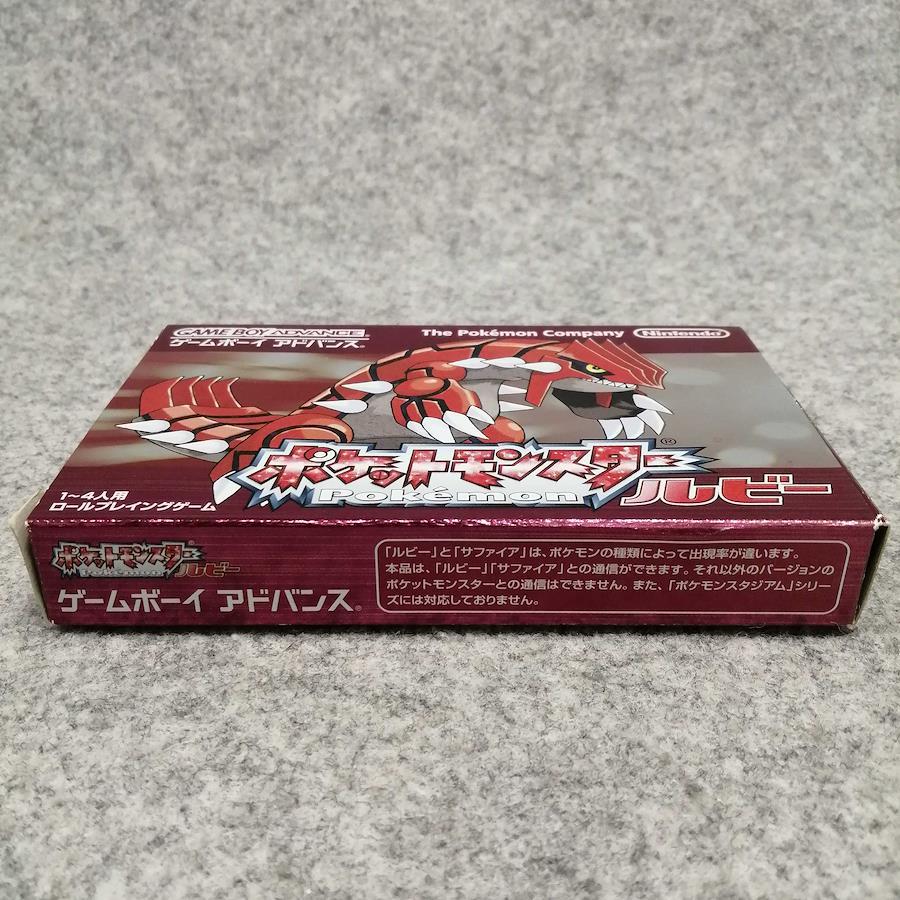 GAME BOY ADVANCE
ゲームボーイ アドバンス®
The Pokémon Company
Nintendo®
ポケットモンスター®
Pokémon
ルビー
1〜4人用
ロールプレイングゲーム
ポケットモンスター
Pokémon
ルビー
ゲームボーイ アドバンス®
「ルビー」と「サファイア」は、ポケモンの種類によって出現率が違います。
本品は、「ルビー」「サファイア」との通信ができます。それ以外のバージョンの
ポケットモンスターとの通信はできません。また、「ポケモンスタジアム」シリー
ズには対応しておりません。